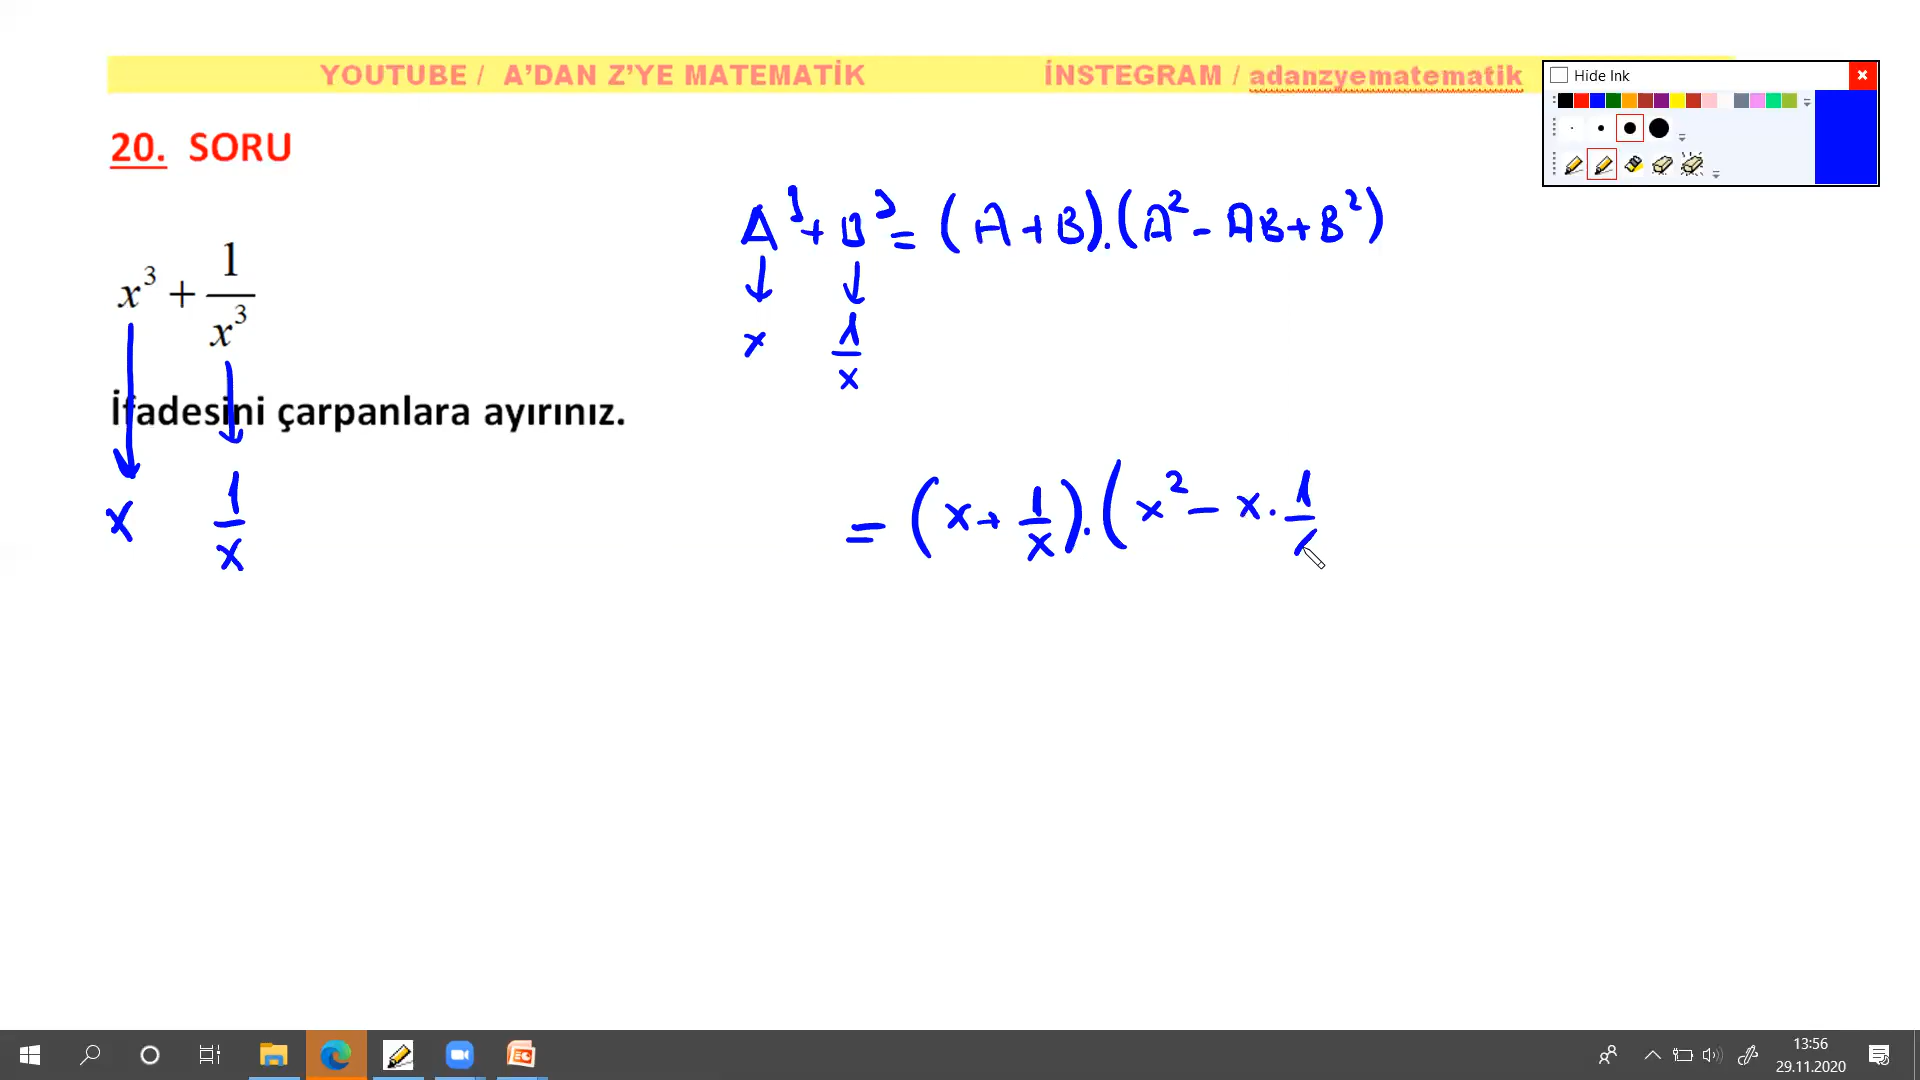 YOUTUBE / A'DAN Z'YE MATEMATİK İNSTEGRAM / adanzyematematik
Hide Ink
20. SORU
A³ + B³ = (A + B).(A² - AB + B²)
x³ + 1/x³
x 1/x
İfadesini çarpanlara ayırınız.
x 1/x
= (x + 1/x).(x² - x.1/
13:56
29.11.2020